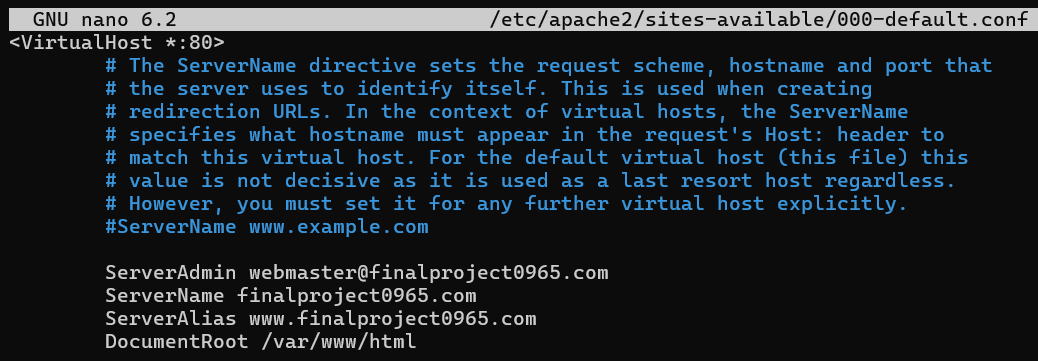 GNU nano 6.2 /etc/apache2/sites-available/000-default.conf
<VirtualHost *:80>
# The ServerName directive sets the request scheme, hostname and port that
# the server uses to identify itself. This is used when creating
# redirection URLs. In the context of virtual hosts, the ServerName
# specifies what hostname must appear in the request's Host: header to
# match this virtual host. For the default virtual host (this file) this
# value is not decisive as it is used as a last resort host regardless.
# However, you must set it for any further virtual host explicitly.
#ServerName www.example.com
ServerAdmin webmaster@finalproject0965.com
ServerName finalproject0965.com
ServerAlias www.finalproject0965.com
DocumentRoot /var/www/html